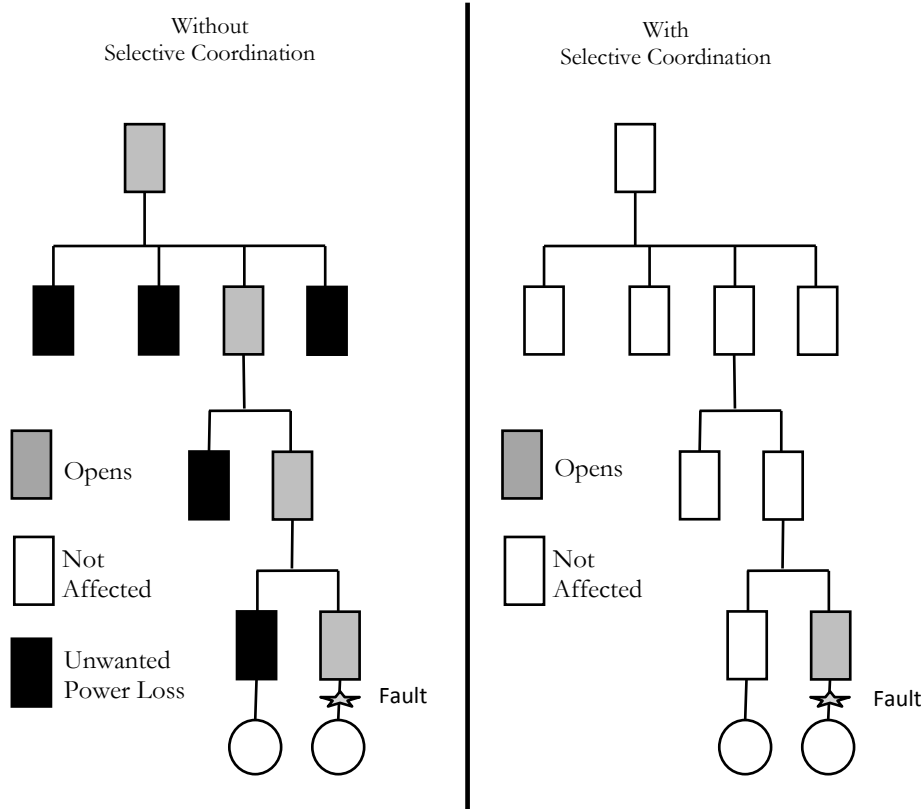 Without
Selective Coordination
Opens
Not
Affected
Unwanted
Power Loss
Fault
With
Selective Coordination
Opens
Not
Affected
Fault